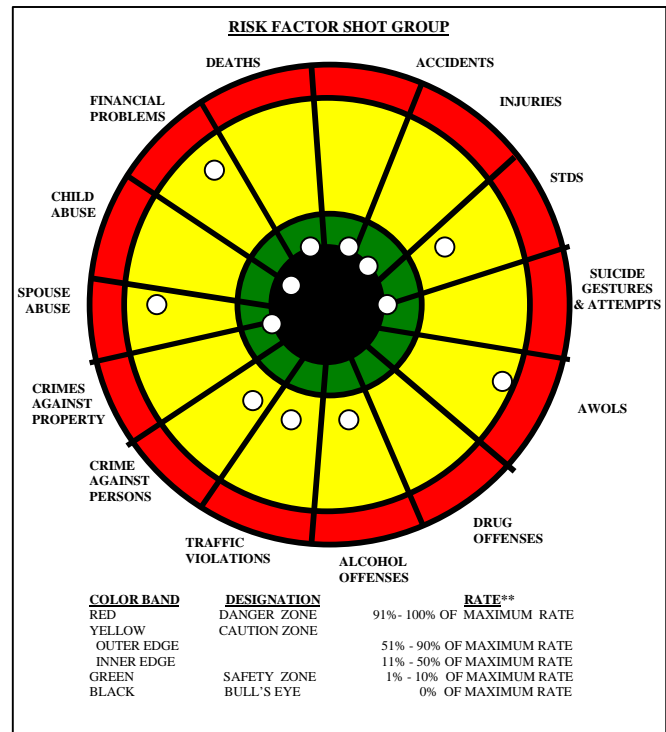 RISK FACTOR SHOT GROUP
DEATHS
ACCIDENTS
FINANCIAL
PROBLEMS
INJURIES
STDS
CHILD
ABUSE
SUICIDE
GESTURES
& ATTEMPTS
SPOUSE
ABUSE
CRIMES
AGAINST
PROPERTY
AWOLS
CRIME
AGAINST
PERSONS
DRUG
OFFENSES
TRAFFIC
VIOLATIONS
ALCOHOL
OFFENSES
COLOR BAND DESIGNATION RATE**
RED DANGER ZONE 91%- 100% OF MAXIMUM RATE
YELLOW CAUTION ZONE
OUTER EDGE 51% - 90% OF MAXIMUM RATE
INNER EDGE 11% - 50% OF MAXIMUM RATE
GREEN SAFETY ZONE 1% - 10% OF MAXIMUM RATE
BLACK BULL'S EYE 0% OF MAXIMUM RATE